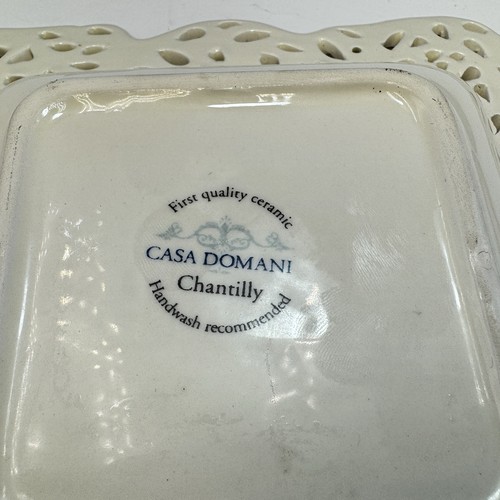 First quality ceramic
CASA DOMANI
Chantilly
Handwash recommended